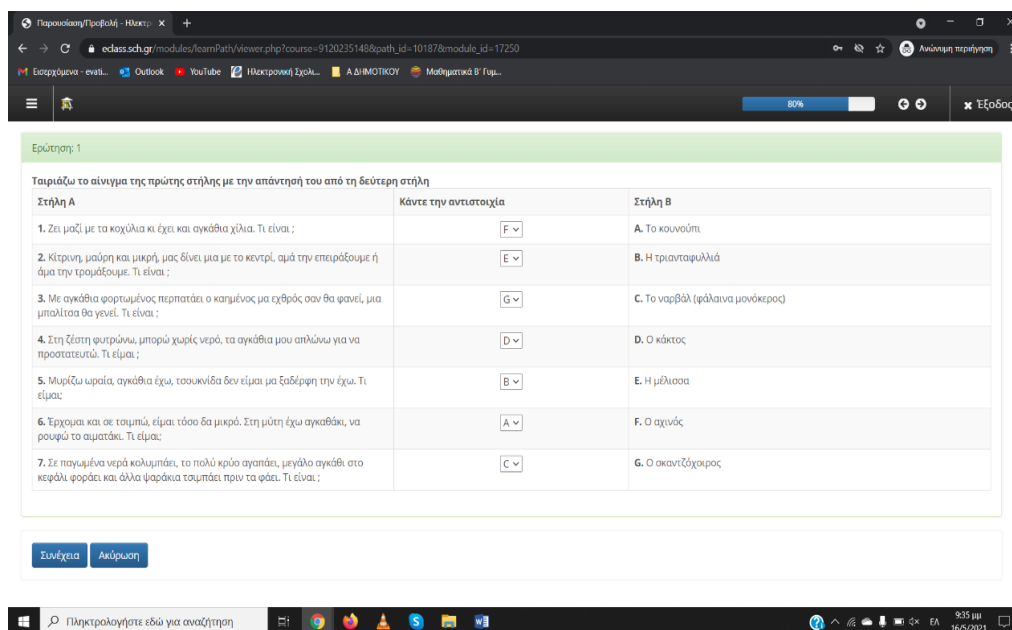 Παρουσίαση/Προβολή - Ηλεκτρ
eclass.sch.gr/modules/learnPath/viewer.php?course=9120235148&path_id=10187&module_id=17250
Ανώνυμη περιήγηση
Εισερχόμενα - evati... Outlook YouTube Ηλεκτρονική Σχολι... Α ΔΗΜΟΤΙΚΟΥ Μαθηματικά Β' Γυμ...
80% Έξοδος
Ερώτηση: 1
Ταιριάζω το αίνιγμα της πρώτης στήλης με την απάντησή του από τη δεύτερη στήλη
Στήλη Α Κάντε την αντιστοιχία Στήλη Β
1. Ζει μαζί με τα κοχύλια κι έχει και αγκάθια χίλια. Τι είναι ; F A. Το κουνούπι
2. Κίτρινη, μαύρη και μικρή, μας δίνει μια με το κεντρί, αμά την επειράξουμε ή E B. Η τριανταφυλλιά
άμα την τρομάξουμε. Τι είναι ;
3. Με αγκάθια φορτωμένος περπατάει ο καημένος μα εχθρός σαν θα φανεί, μια G C. Το ναρβάλ (φάλαινα μονόκερος)
μπαλίτσα θα γενεί. Τι είναι ;
4. Στη ζέστη φυτρώνω, μπορώ χωρίς νερό, τα αγκάθια μου απλώνω για να D D. Ο κάκτος
προστατευτώ. Τι είμαι ;
5. Μυρίζω ωραία, αγκάθια έχω, τσουκνίδα δεν είμαι μα ξαδέρφη την έχω. Τι B E. Η μέλισσα
είμαι;
6. Έρχομαι και σε τσιμπώ, είμαι τόσο δα μικρό. Στη μύτη έχω αγκαθάκι, να A F. Ο αχινός
ρουφώ το αιματάκι. Τι είμαι;
7. Σε παγωμένα νερά κολυμπάει, το πολύ κρύο αγαπάει, μεγάλο αγκάθι στο C G. Ο σκαντζόχοιρος
κεφάλι φοράει και άλλα ψαράκια τσιμπάει πριν τα φάει. Τι είναι ;
Συνέχεια Ακύρωση
Πληκτρολογήστε εδώ για αναζήτηση
ΕΛ 9:35 μμ
16/5/2021